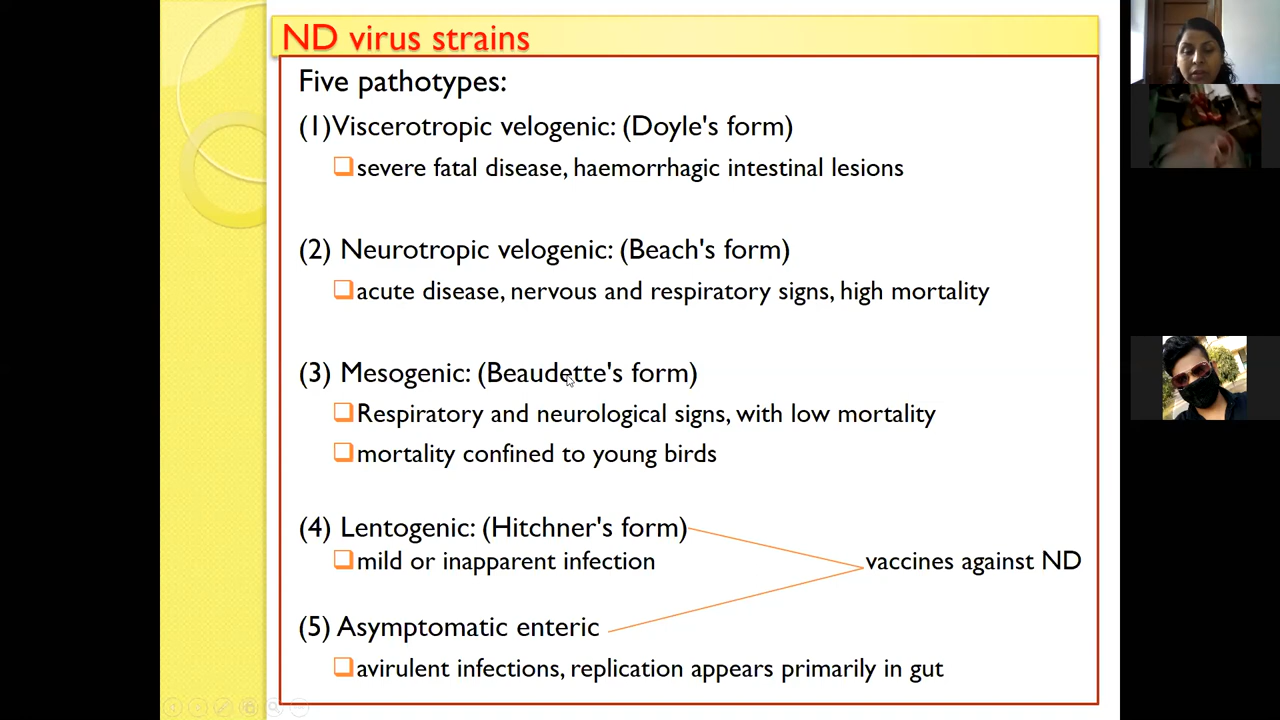 ND virus strains
Five pathotypes:
(1)Viscerotropic velogenic: (Doyle's form)
severe fatal disease, haemorrhagic intestinal lesions
(2) Neurotropic velogenic: (Beach's form)
acute disease, nervous and respiratory signs, high mortality
(3) Mesogenic: (Beaudette's form)
Respiratory and neurological signs, with low mortality
mortality confined to young birds
(4) Lentogenic: (Hitchner's form)
mild or inapparent infection
vaccines against ND
(5) Asymptomatic enteric
avirulent infections, replication appears primarily in gut